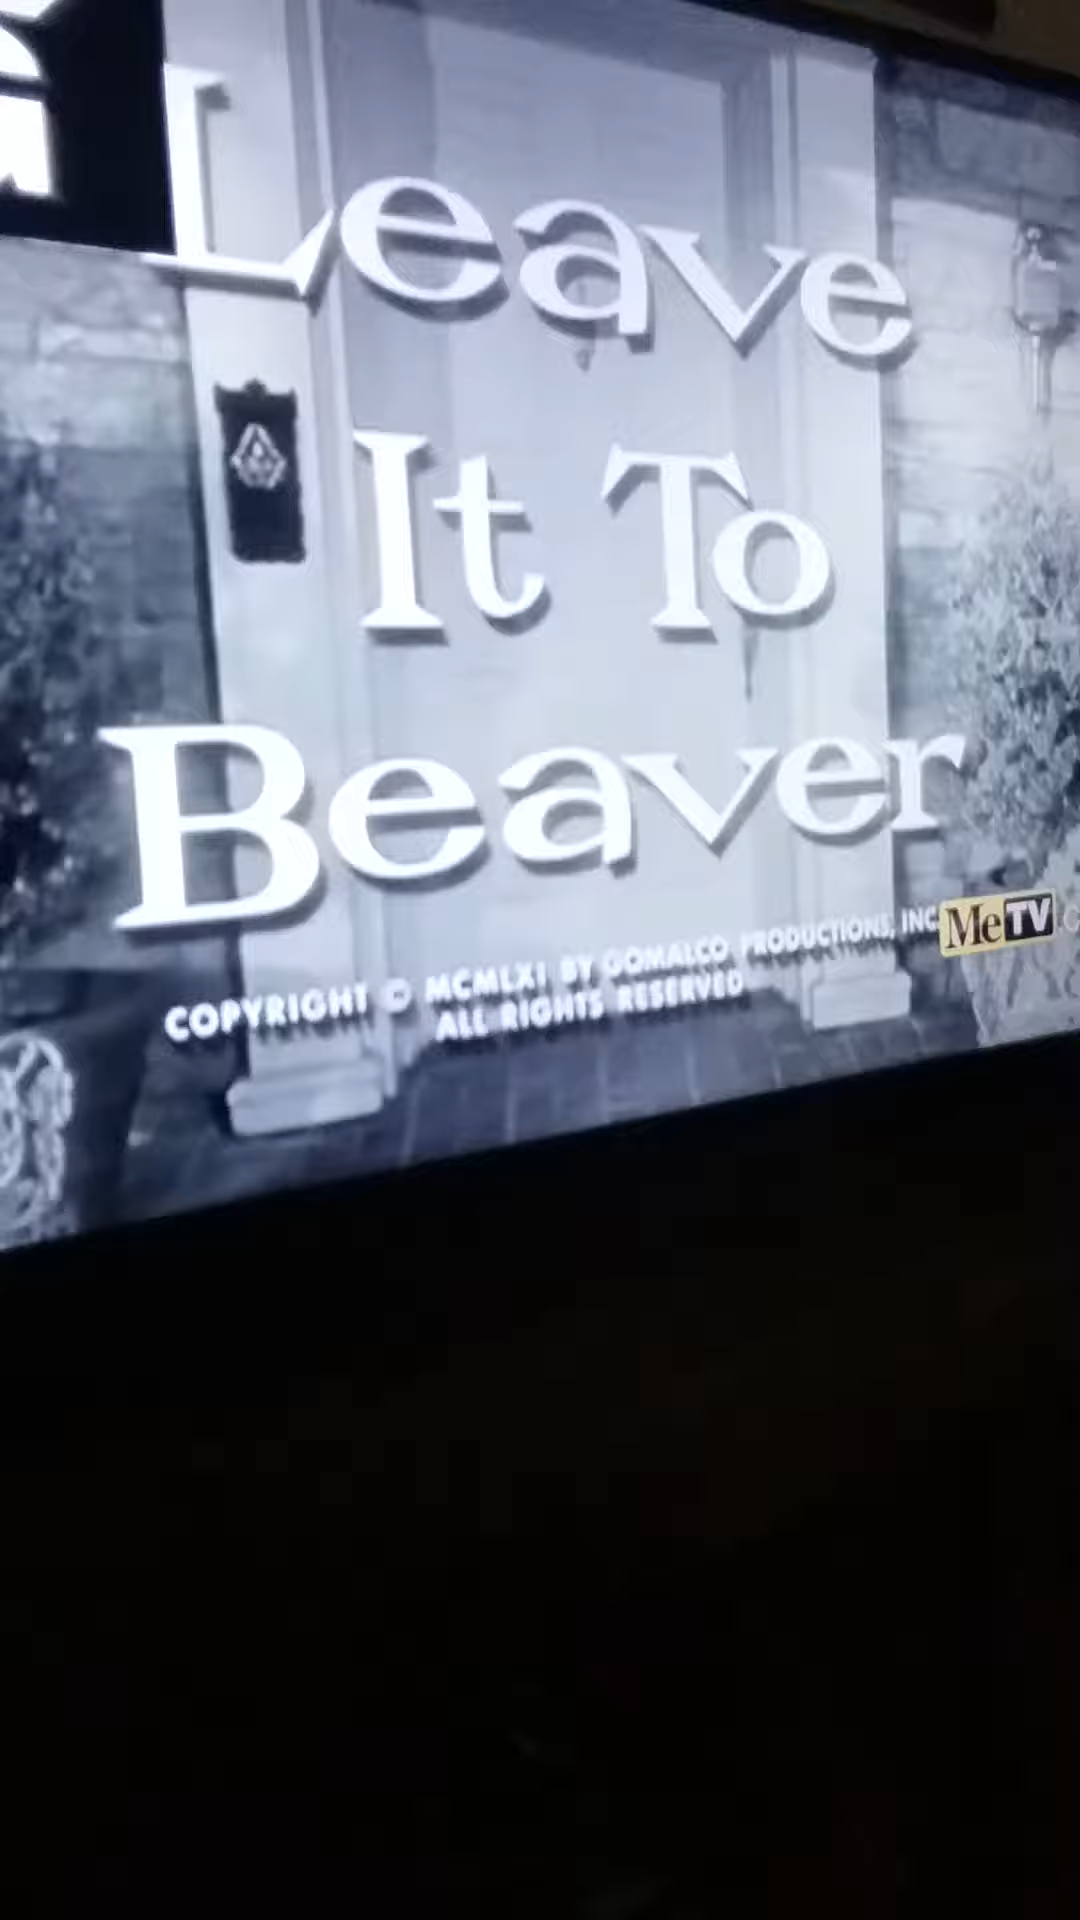 Leave
It To
Beaver
COPYRIGHT © MCMLXI BY GOMALCO PRODUCTIONS, INC.
ALL RIGHTS RESERVED
MeTV